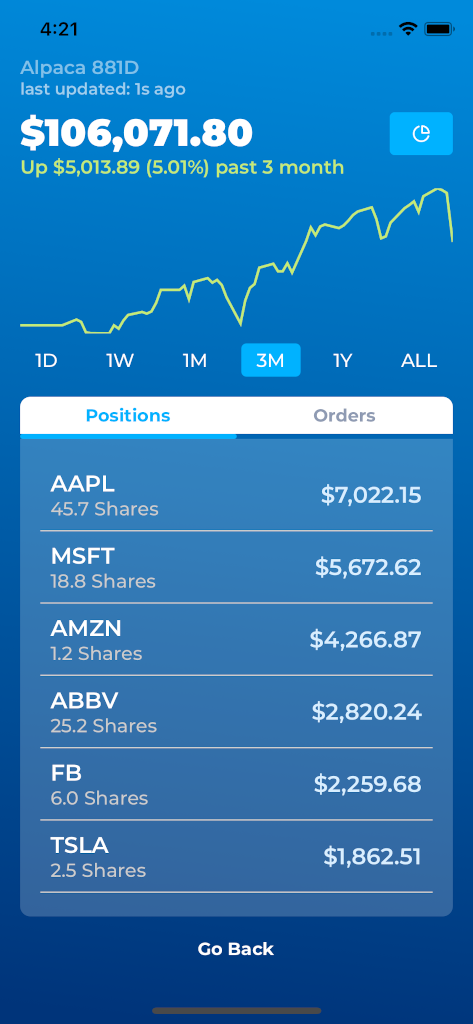 4:21
Alpaca 881D
last updated: 1s ago
$106,071.80
Up $5,013.89 (5.01%) past 3 month
1D 1W 1M 3M 1Y ALL
Positions Orders
AAPL
$7,022.15
45.7 Shares
MSFT
$5,672.62
18.8 Shares
AMZN
$4,266.87
1.2 Shares
ABBV
$2,820.24
25.2 Shares
FB
$2,259.68
6.0 Shares
TSLA
$1,862.51
2.5 Shares
Go Back